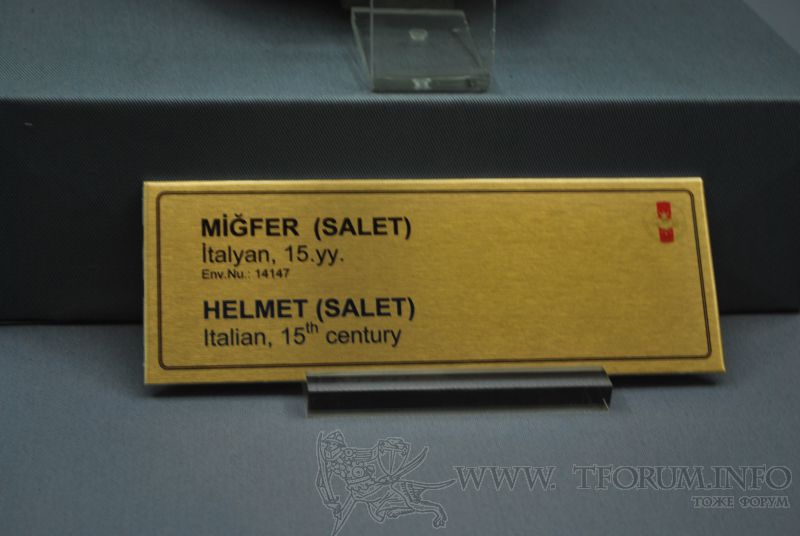 MİĞFER (SALET)
İtalyan, 15.yy.
Env.Nu.: 14147
HELMET (SALET)
Italian, 15th century
WWW. TFORUM.INFO
ТОЖЕ ФОРУМ